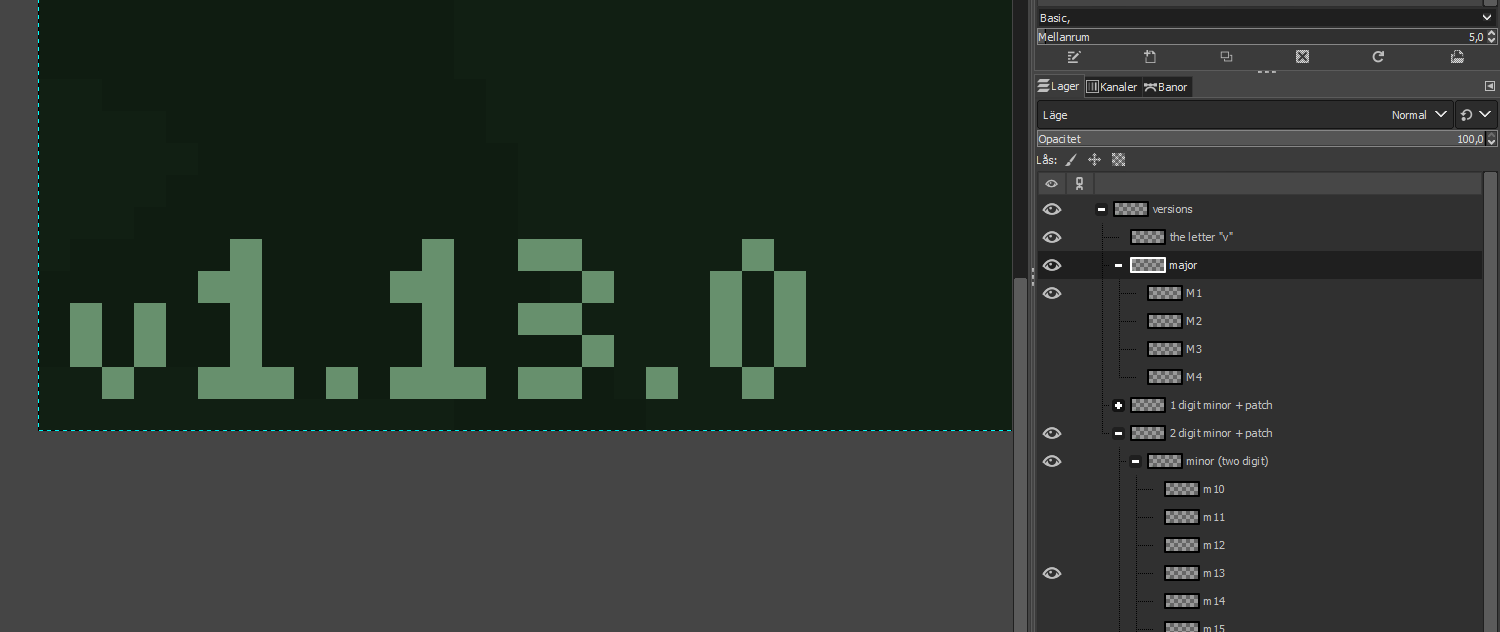 Basic,
Mellanrum 5,0
Lager Kanaler Banor
Läge Normal
Opacitet 100,0
Lås:
versions
the letter "v"
major
M1
M2
M3
M4
1 digit minor + patch
2 digit minor + patch
minor (two digit)
m10
m11
m12
m13
m14
m15
v1.13.0